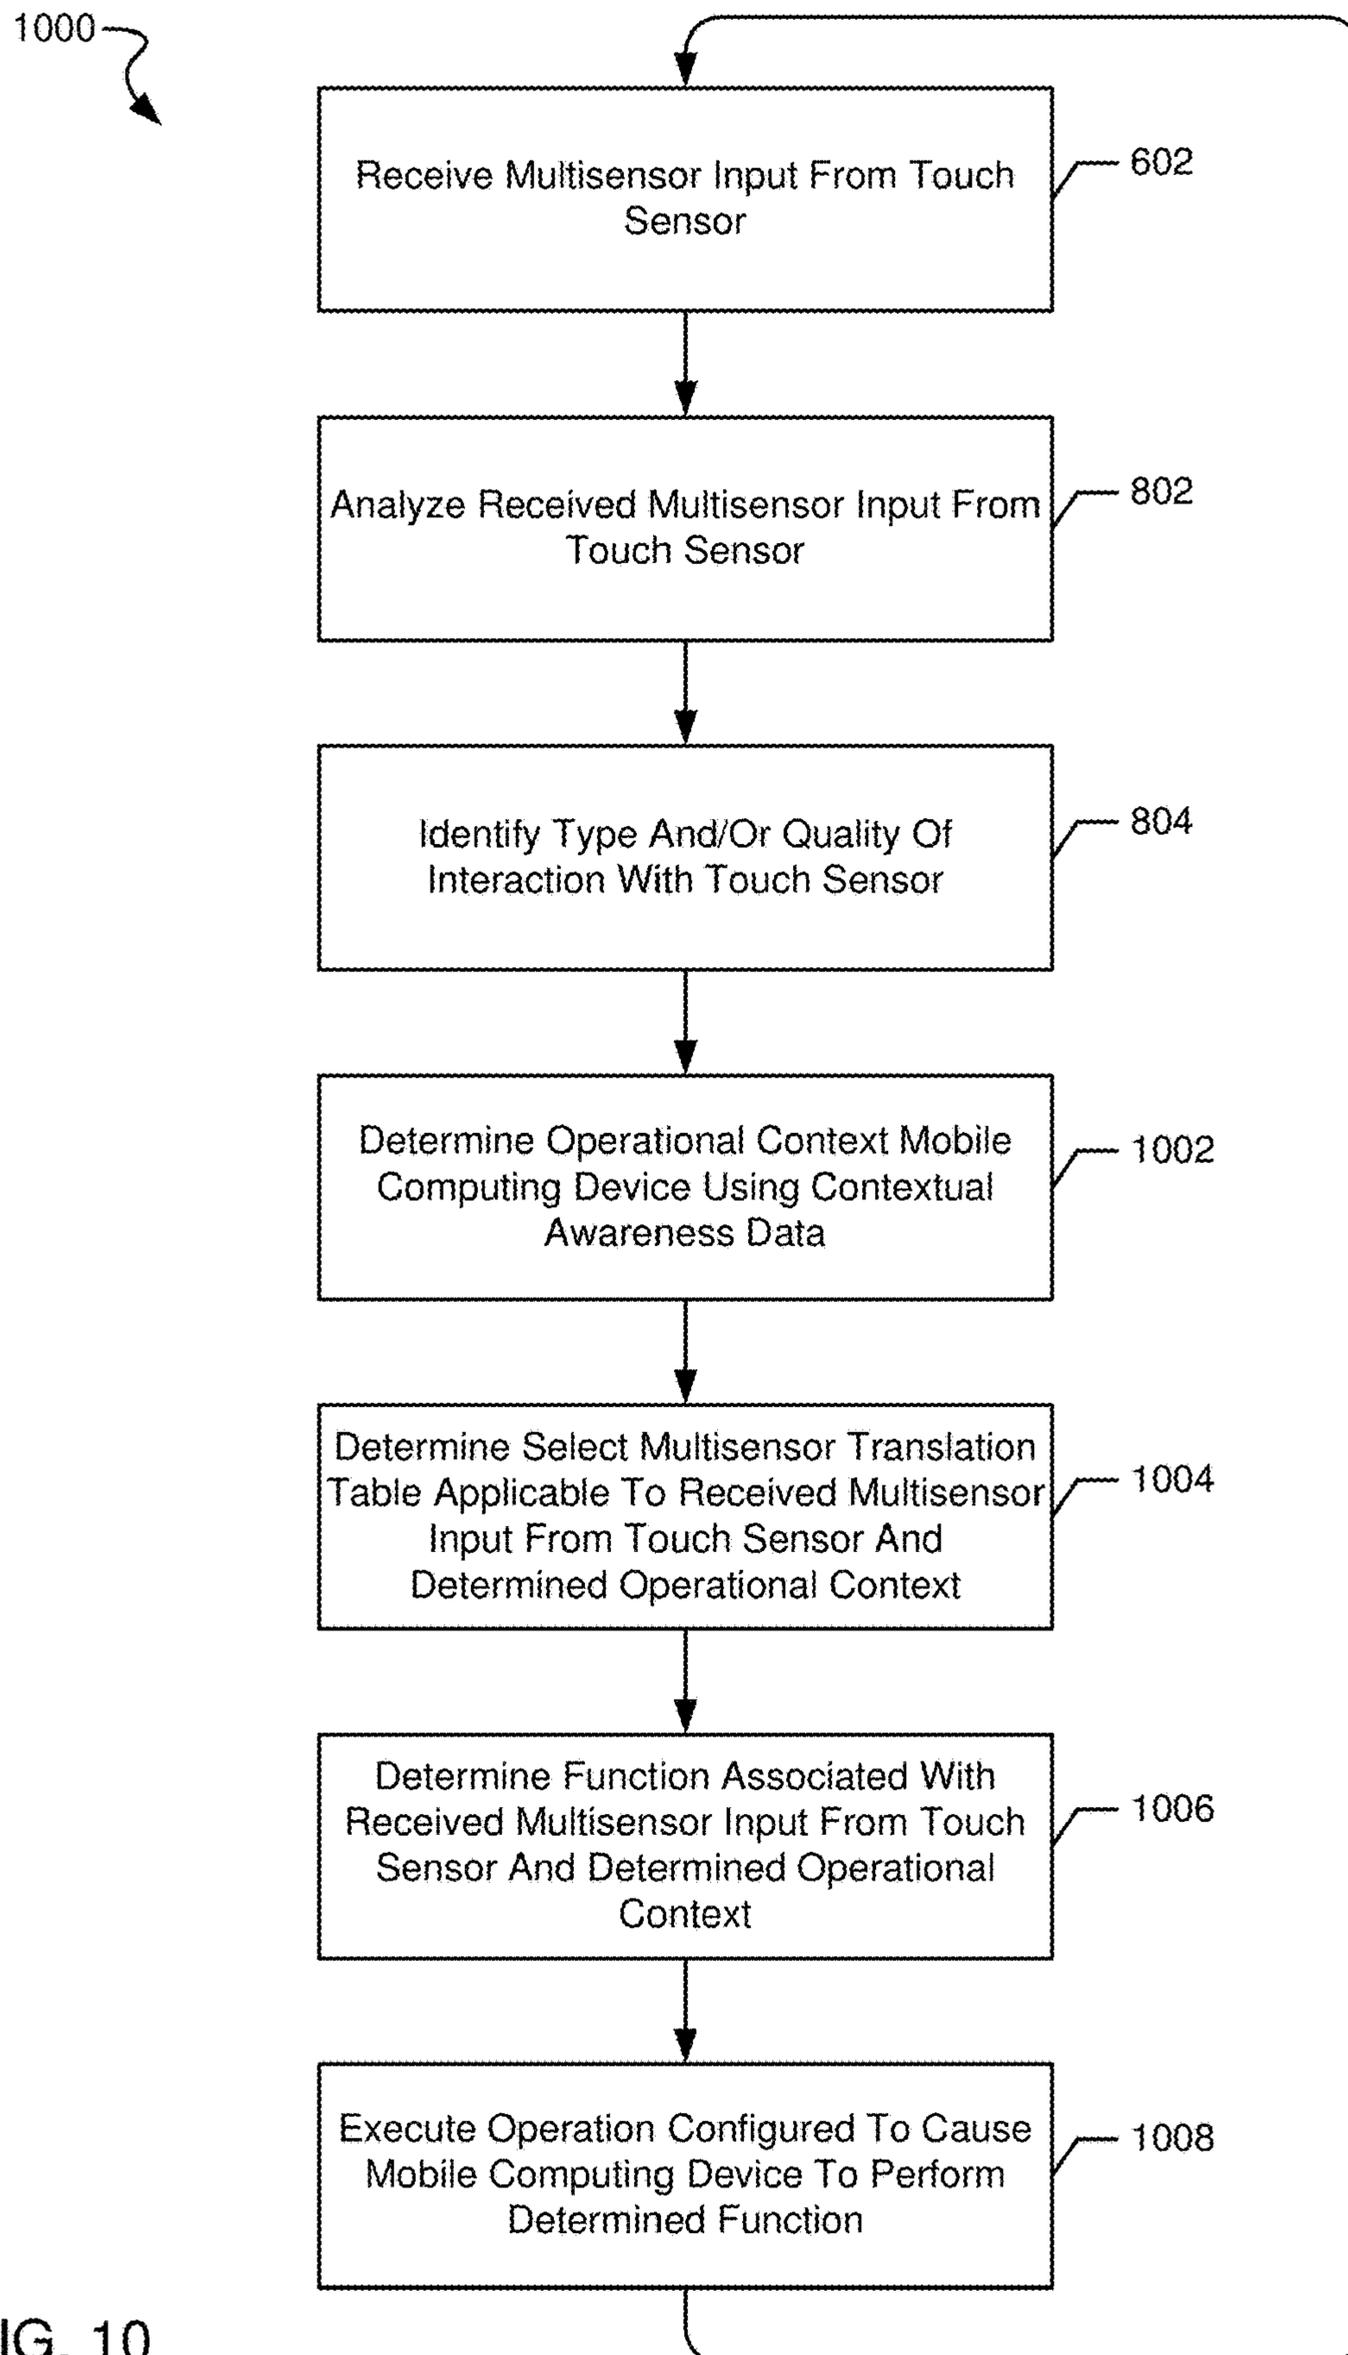 1000
Receive Multisensor Input From Touch
Sensor
602
Analyze Received Multisensor Input From
Touch Sensor
802
Identify Type And/Or Quality Of
Interaction With Touch Sensor
804
Determine Operational Context Mobile
Computing Device Using Contextual
Awareness Data
1002
Determine Select Multisensor Translation
Table Applicable To Received Multisensor
Input From Touch Sensor And
Determined Operational Context
1004
Determine Function Associated With
Received Multisensor Input From Touch
Sensor And Determined Operational
Context
1006
Execute Operation Configured To Cause
Mobile Computing Device To Perform
Determined Function
1008
IG. 10